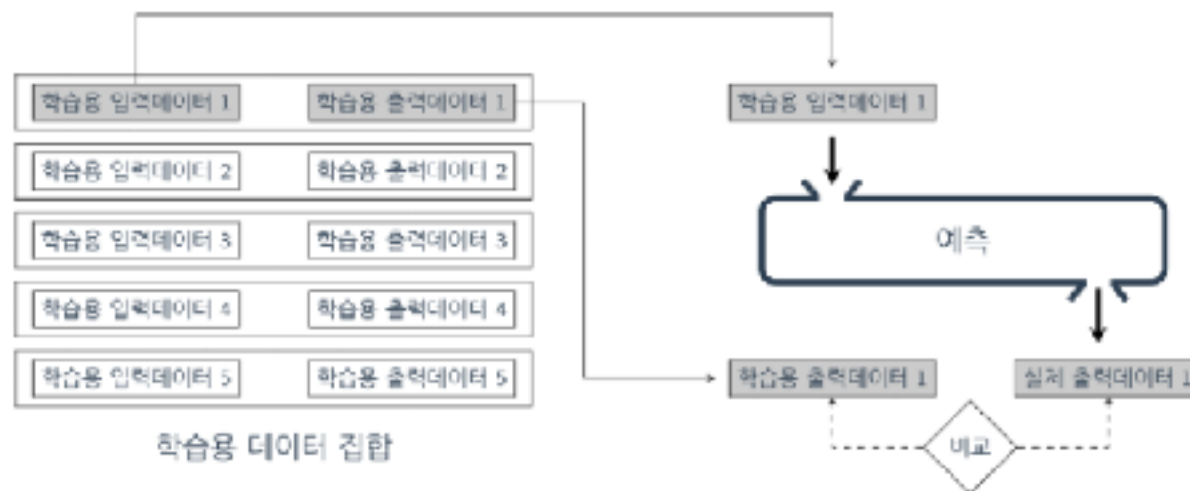 학습용 입력데이터 1 학습용 출력데이터 1 학습용 입력데이터 1
학습용 입력데이터 2 학습용 출력데이터 2
학습용 입력데이터 3 학습용 출력데이터 3
예측
학습용 입력데이터 4 학습용 출력데이터 4
학습용 입력데이터 5 학습용 출력데이터 5 학습용 출력데이터 1 실제 출력데이터 1
학습용 데이터 집합
비교